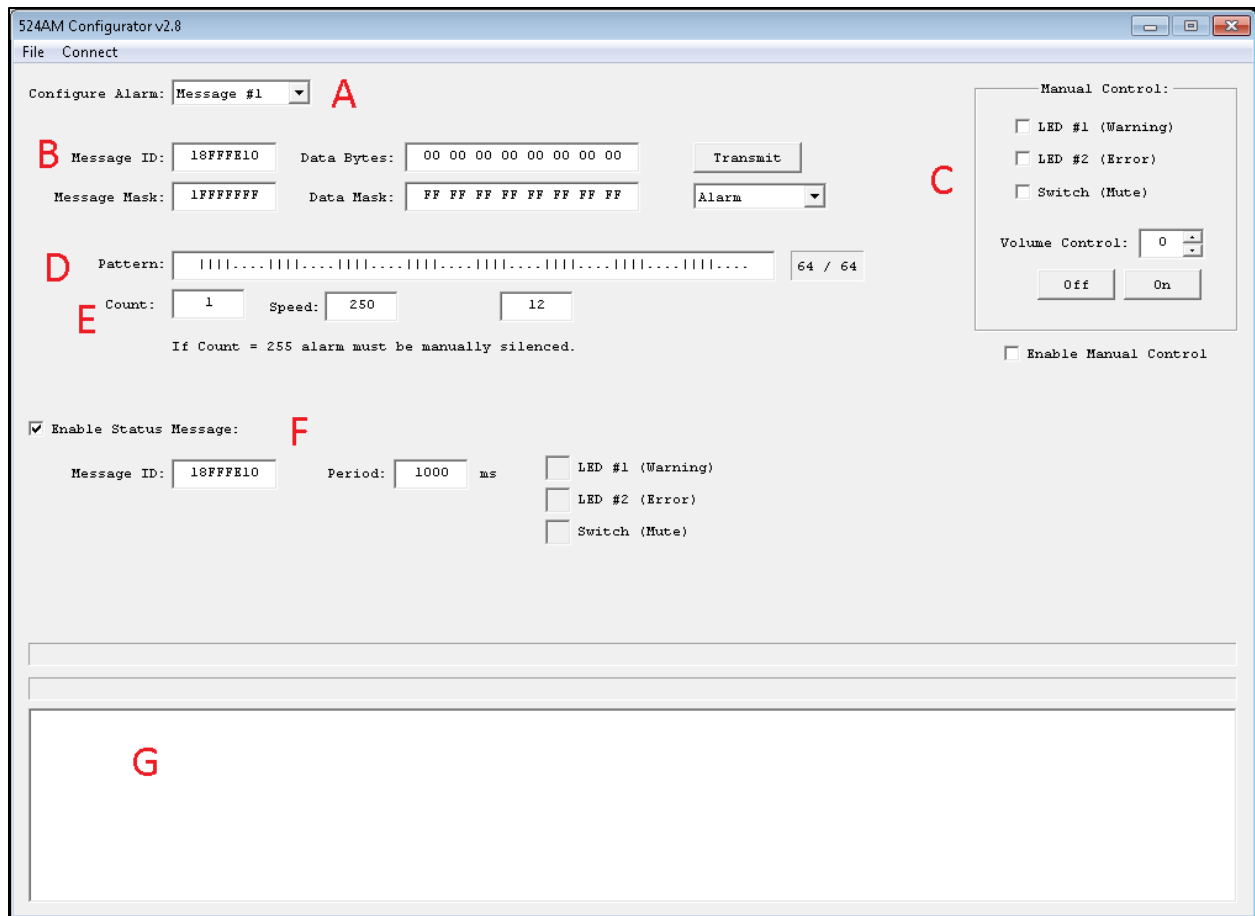 524AM Configurator v2.8
File Connect
Configure Alarm: Message #1 A
Manual Control:
LED #1 (Warning)
LED #2 (Error)
Switch (Mute)
C
Volume Control: 0
Off On
Enable Manual Control
B Message ID: 18FFFE10 Data Bytes: 00 00 00 00 00 00 00 00 Transmit
Message Mask: 1FFFFFFF Data Mask: FF FF FF FF FF FF FF FF Alarm
D Pattern: ||||....||||....||||....||||....||||....||||....||||....||||.... 64 / 64
E Count: 1 Speed: 250 12
If Count = 255 alarm must be manually silenced.
Enable Status Message: F
Message ID: 18FFFE10 Period: 1000 ms
LED #1 (Warning)
LED #2 (Error)
Switch (Mute)
G